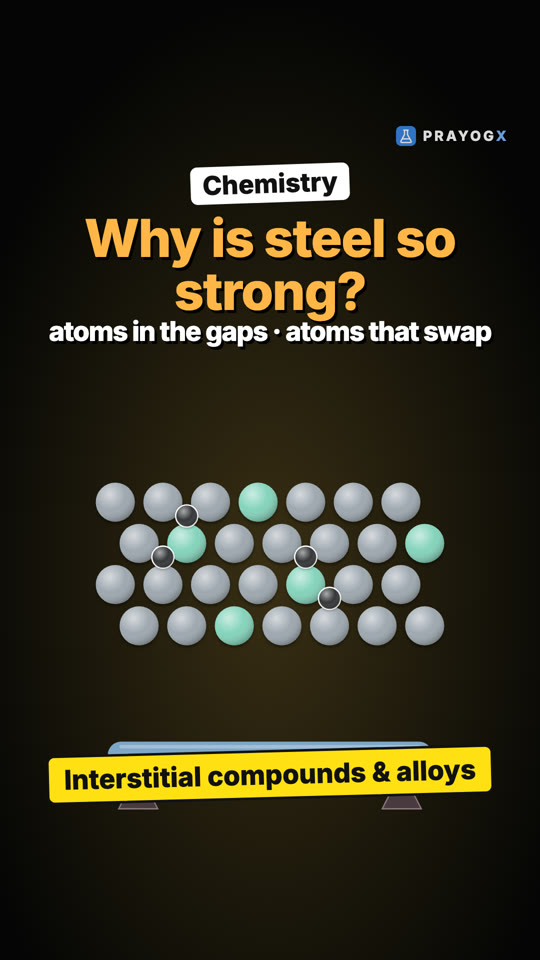 PRAYOGX
Chemistry
Why is steel so
strong?
atoms in the gaps · atoms that swap
Interstitial compounds & alloys